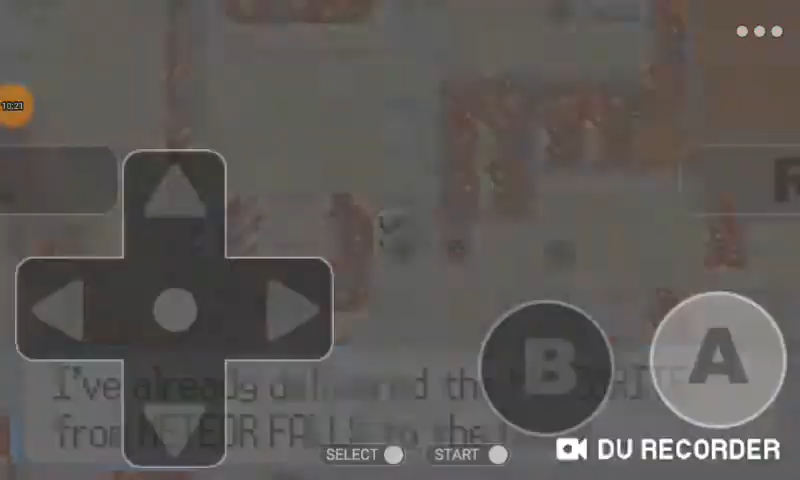 10:21
R
B
A
I've already delivered the
from METEOR FALLS to the
SELECT
START
DU RECORDER